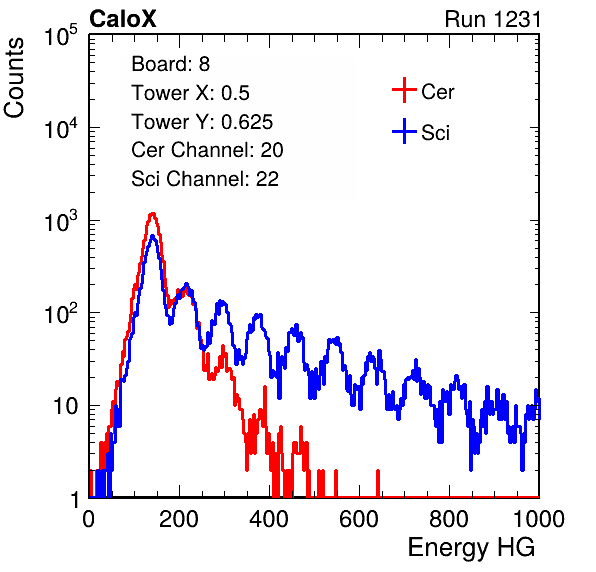 CaloX Run 1231
Counts
10^5
10^4
10^3
10^2
10
1
Board: 8
Tower X: 0.5
Tower Y: 0.625
Cer Channel: 20
Sci Channel: 22
Cer
Sci
0 200 400 600 800 1000
Energy HG